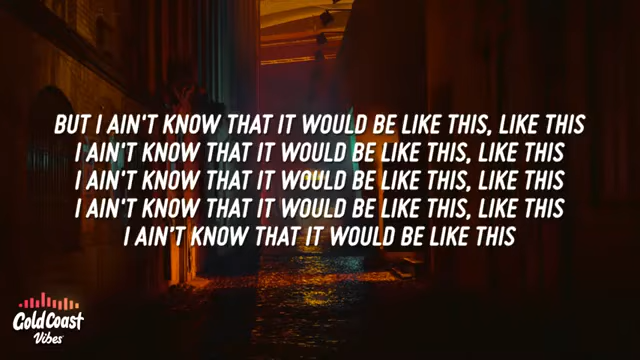 BUT I AIN'T KNOW THAT IT WOULD BE LIKE THIS, LIKE THIS
I AIN'T KNOW THAT IT WOULD BE LIKE THIS, LIKE THIS
I AIN'T KNOW THAT IT WOULD BE LIKE THIS, LIKE THIS
I AIN'T KNOW THAT IT WOULD BE LIKE THIS, LIKE THIS
I AIN'T KNOW THAT IT WOULD BE LIKE THIS
Gold Coast
Vibes